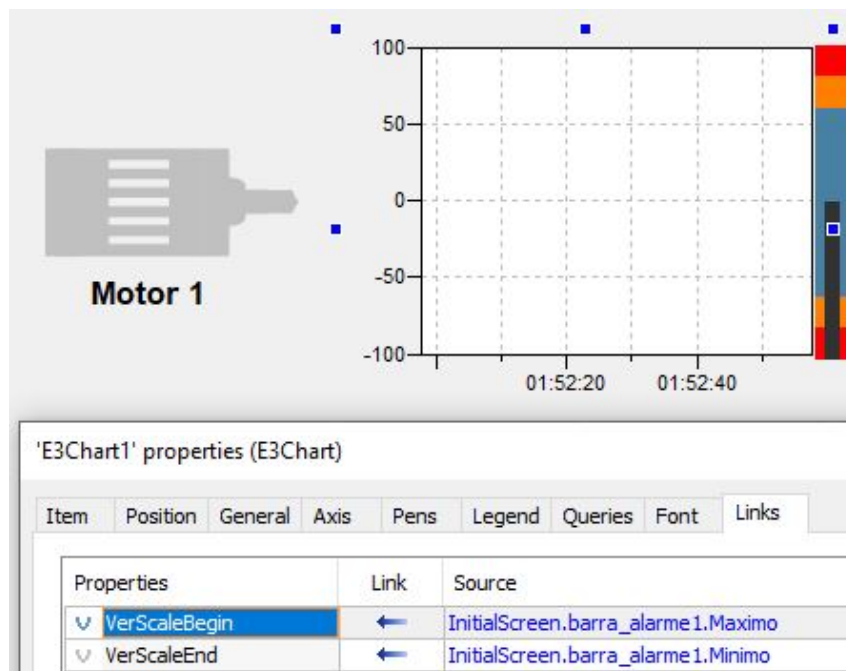 100
50
0
-50
-100
01:52:20 01:52:40
Motor 1
'E3Chart1' properties (E3Chart)
Item Position General Axis Pens Legend Queries Font Links
Properties Link Source
VerScaleBegin InitialScreen.barra_alarme1.Maximo
VerScaleEnd InitialScreen.barra_alarme1.Minimo